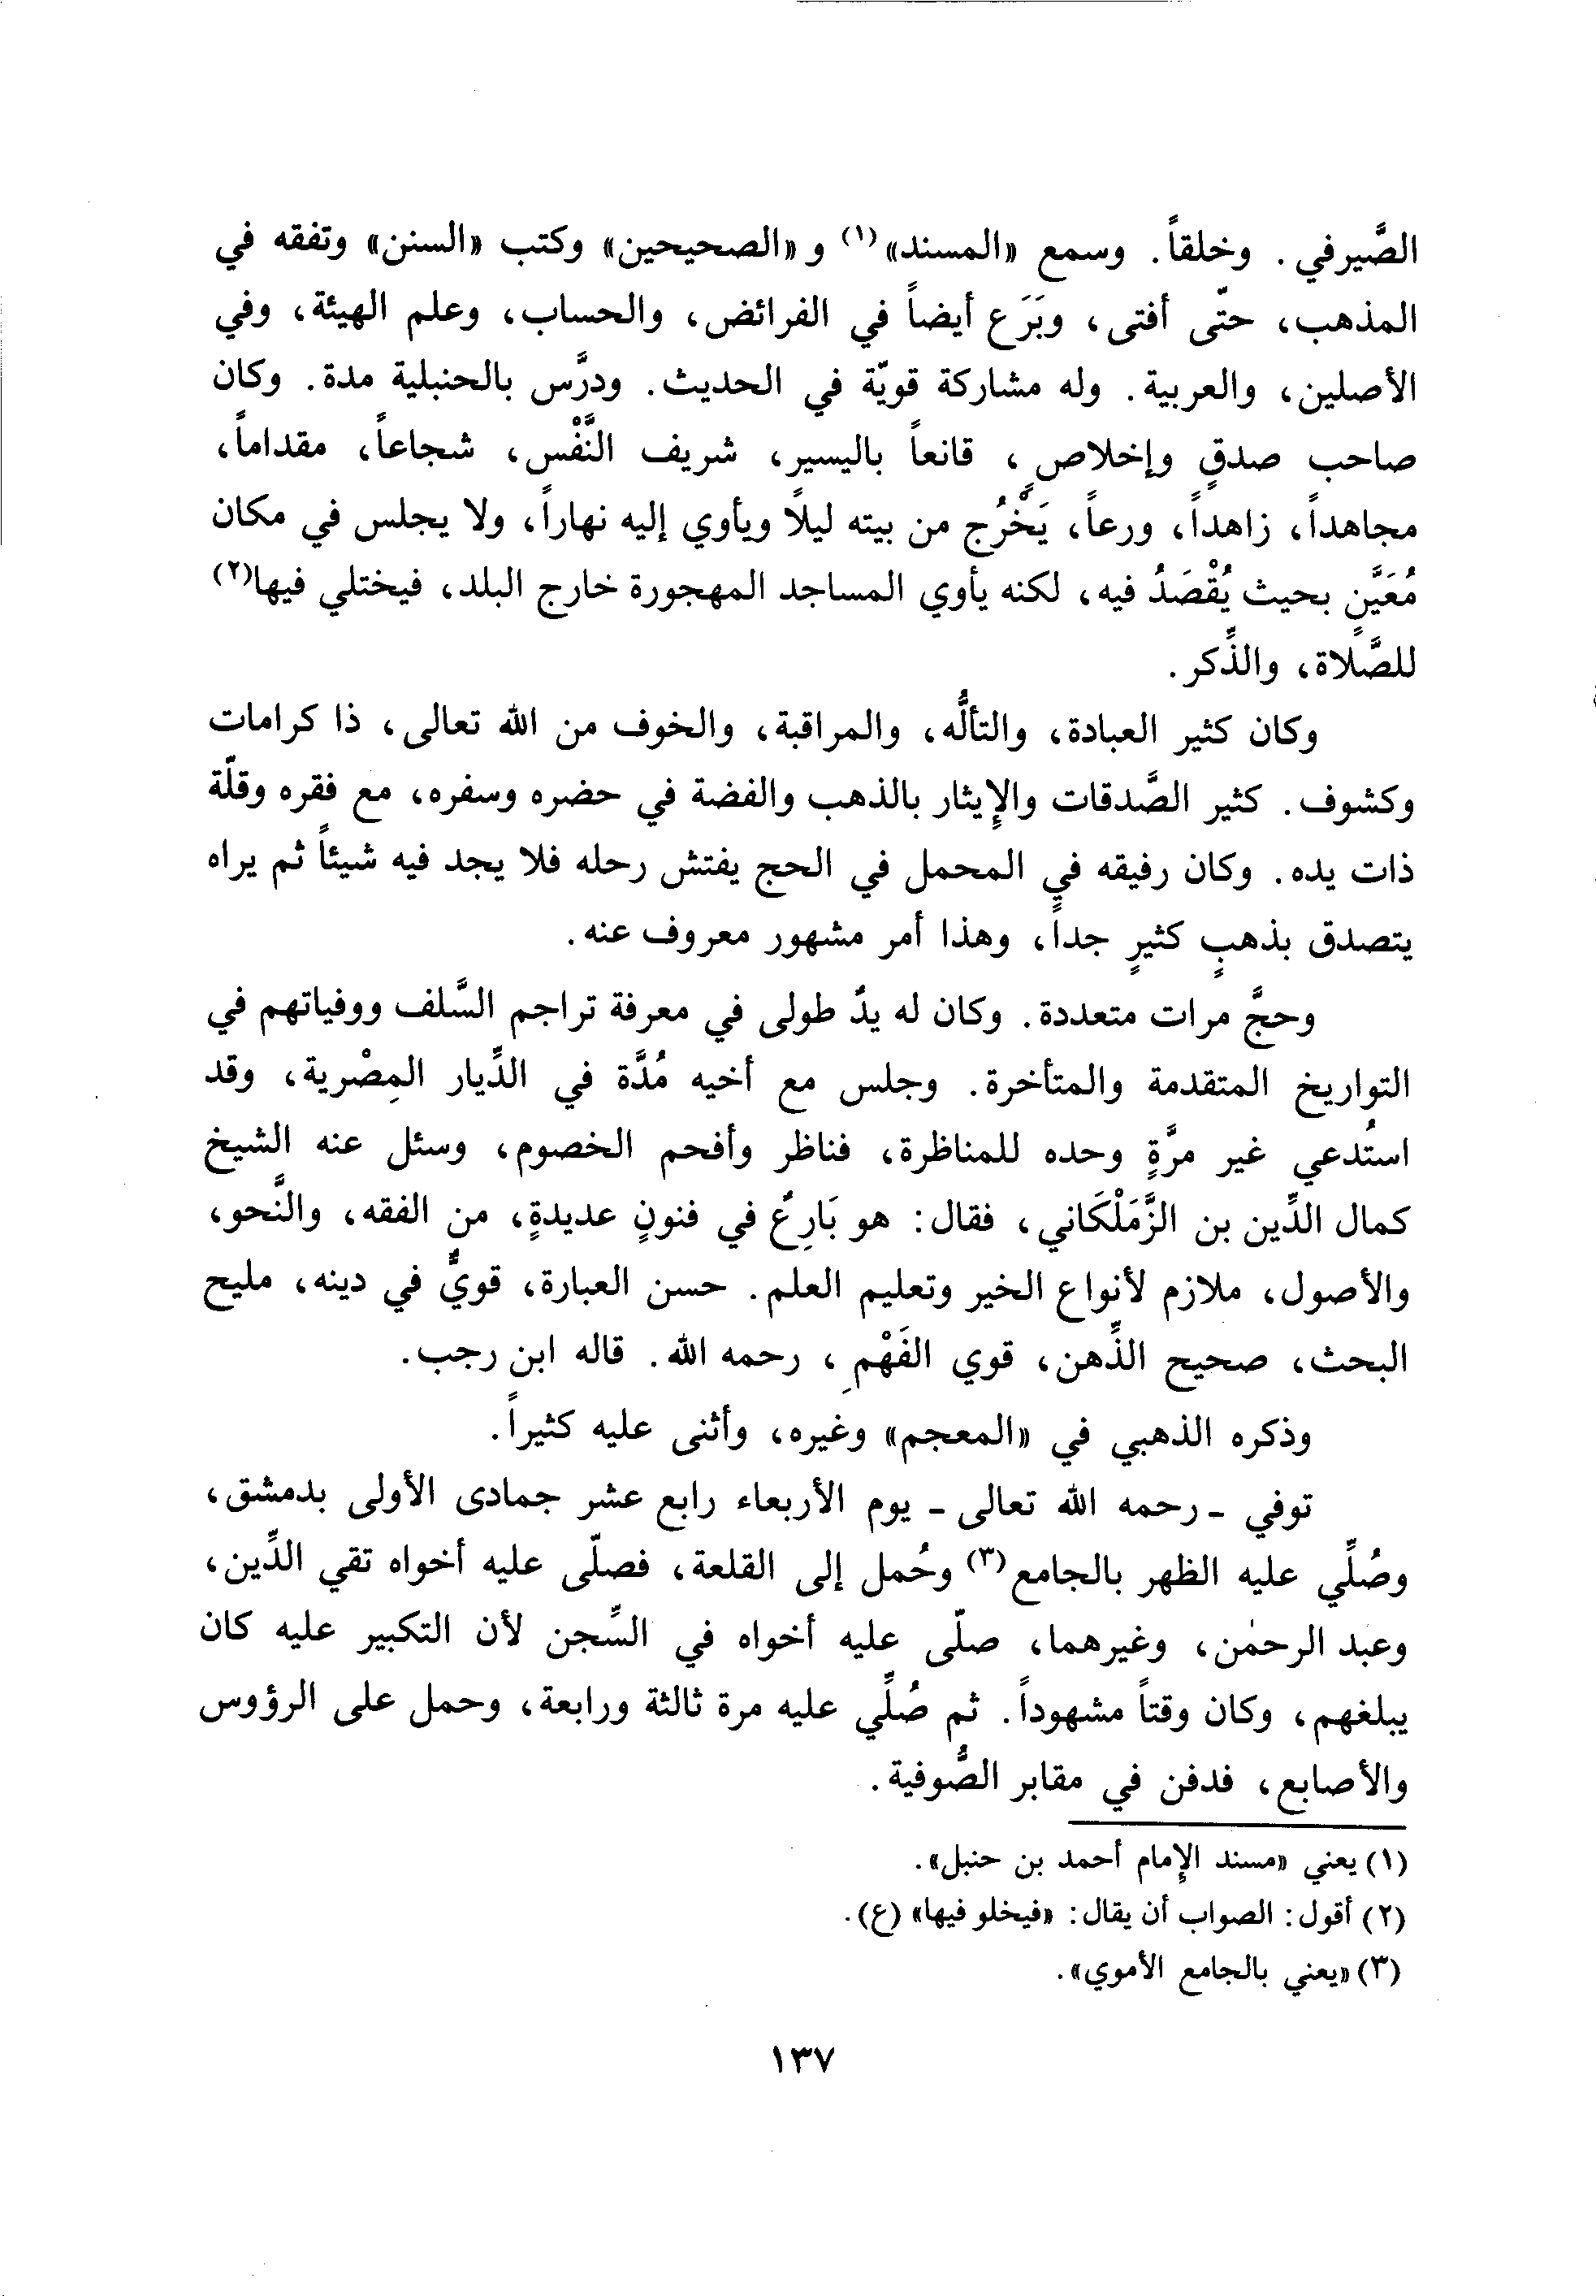 الصَّيرفي. وخلقاً. وسمع «المسند»(١) و «الصحيحين» وكتب «السنن» وتفقه في
المذهب، حتّى أفتى، وبَرَع أيضاً في الفرائض، والحساب، وعلم الهيئة، وفي
الأصلين، والعربية. وله مشاركة قويّة في الحديث. ودرَّس بالحنبلية مدة. وكان
صاحب صدقٍ وإخلاصٍ، قانعاً باليسير، شريف النَّفْس، شجاعاً، مقداماً،
مجاهداً، زاهداً، ورعاً، يَخْرُج من بيته ليلًا ويأوي إليه نهاراً، ولا يجلس في مكان
مُعَيَّنٍ بحيث يُقْصَدُ فيه، لكنه يأوي المساجد المهجورة خارج البلد، فيختلي فيها(٢)
للصَّلاة، والذِّكر.
وكان كثير العبادة، والتألُّه، والمراقبة، والخوف من الله تعالى، ذا كرامات
وكشوف. كثير الصَّدقات والإيثار بالذهب والفضة في حضره وسفره، مع فقره وقلّة
ذات يده. وكان رفيقه في المحمل في الحج يفتش رحله فلا يجد فيه شيئاً ثم يراه
يتصدق بذهبٍ كثيرٍ جداً، وهذا أمر مشهور معروف عنه.
وحجَّ مرات متعددة. وكان له يدٌ طولى في معرفة تراجم السَّلف ووفياتهم في
التواريخ المتقدمة والمتأخرة. وجلس مع أخيه مُدَّة في الدِّيار المِصْرية، وقد
استُدعي غير مرَّةٍ وحده للمناظرة، فناظر وأفحم الخصوم، وسئل عنه الشيخ
كمال الدِّين بن الزَّمَلْكَاني، فقال: هو بَارِعٌ في فنونٍ عديدةٍ، من الفقه، والنَّحو،
والأصول، ملازم لأنواع الخير وتعليم العلم. حسن العبارة، قويٌّ في دينه، مليح
البحث، صحيح الذِّهن، قوي الفَهْمِ، رحمه الله. قاله ابن رجب.
وذكره الذهبي في «المعجم» وغيره، وأثنى عليه كثيراً.
توفي ـ رحمه الله تعالى ـ يوم الأربعاء رابع عشر جمادى الأولى بدمشق،
وصُلِّي عليه الظهر بالجامع(٣) وحُمل إلى القلعة، فصلّى عليه أخواه تقي الدِّين،
وعبد الرحمٰن، وغيرهما، صلّى عليه أخواه في السِّجن لأن التكبير عليه كان
يبلغهم، وكان وقتاً مشهوداً. ثم صُلِّي عليه مرة ثالثة ورابعة، وحمل على الرؤوس
والأصابع، فدفن في مقابر الصُّوفية.
(١) يعني «مسند الإمام أحمد بن حنبل».
(٢) أقول: الصواب أن يقال: «فيخلو فيها» (ع).
(٣) «يعني بالجامع الأموي».
١٣٧